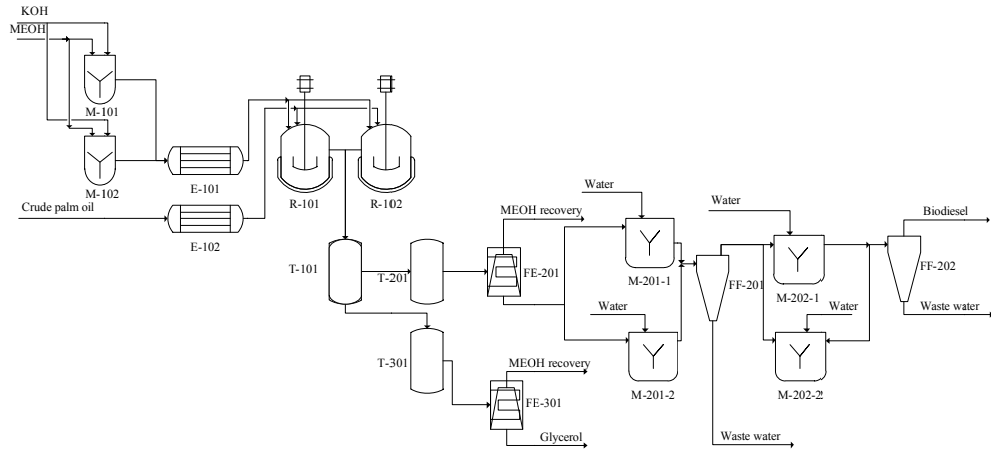 KOH
MEOH
M-101
M-102
E-101
Crude palm oil
E-102
R-101
R-102
T-101
T-201
T-301
MEOH recovery
FE-201
MEOH recovery
FE-301
Glycerol
Water
M-201-1
Water
M-201-2
FF-201
Waste water
Water
M-202-1
Water
M-202-2
Biodiesel
FF-202
Waste water